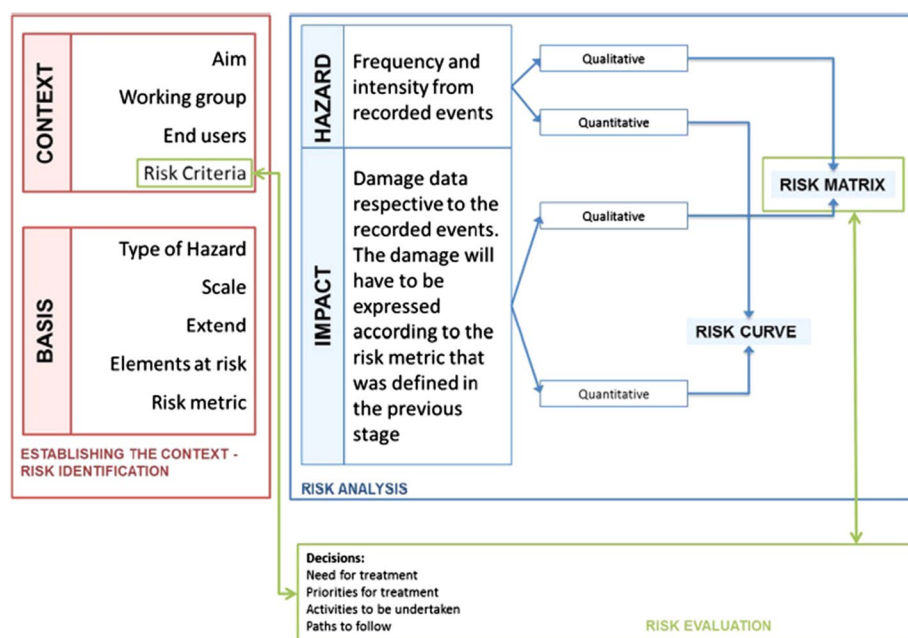 CONTEXT
Aim
Working group
End users
Risk Criteria
BASIS
Type of Hazard
Scale
Extend
Elements at risk
Risk metric
ESTABLISHING THE CONTEXT -
RISK IDENTIFICATION
HAZARD
Frequency and
intensity from
recorded events
IMPACT
Damage data
respective to the
recorded events.
The damage will
have to be
expressed
according to the
risk metric that
was defined in
the previous
stage
Qualitative
Quantitative
Qualitative
Quantitative
RISK MATRIX
RISK CURVE
RISK ANALYSIS
Decisions:
Need for treatment
Priorities for treatment
Activities to be undertaken
Paths to follow
RISK EVALUATION